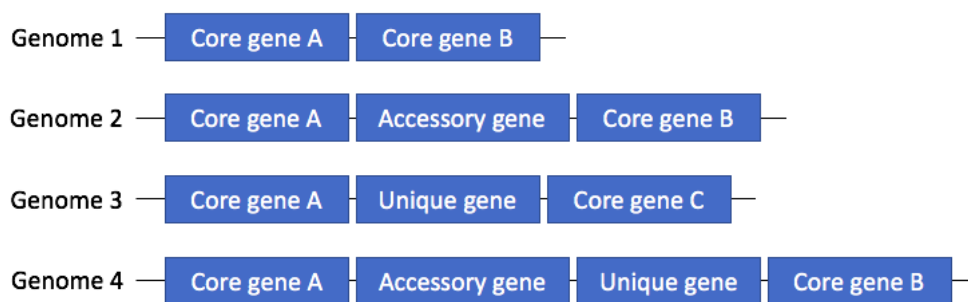 Genome 1 Core gene A Core gene B
Genome 2 Core gene A Accessory gene Core gene B
Genome 3 Core gene A Unique gene Core gene C
Genome 4 Core gene A Accessory gene Unique gene Core gene B